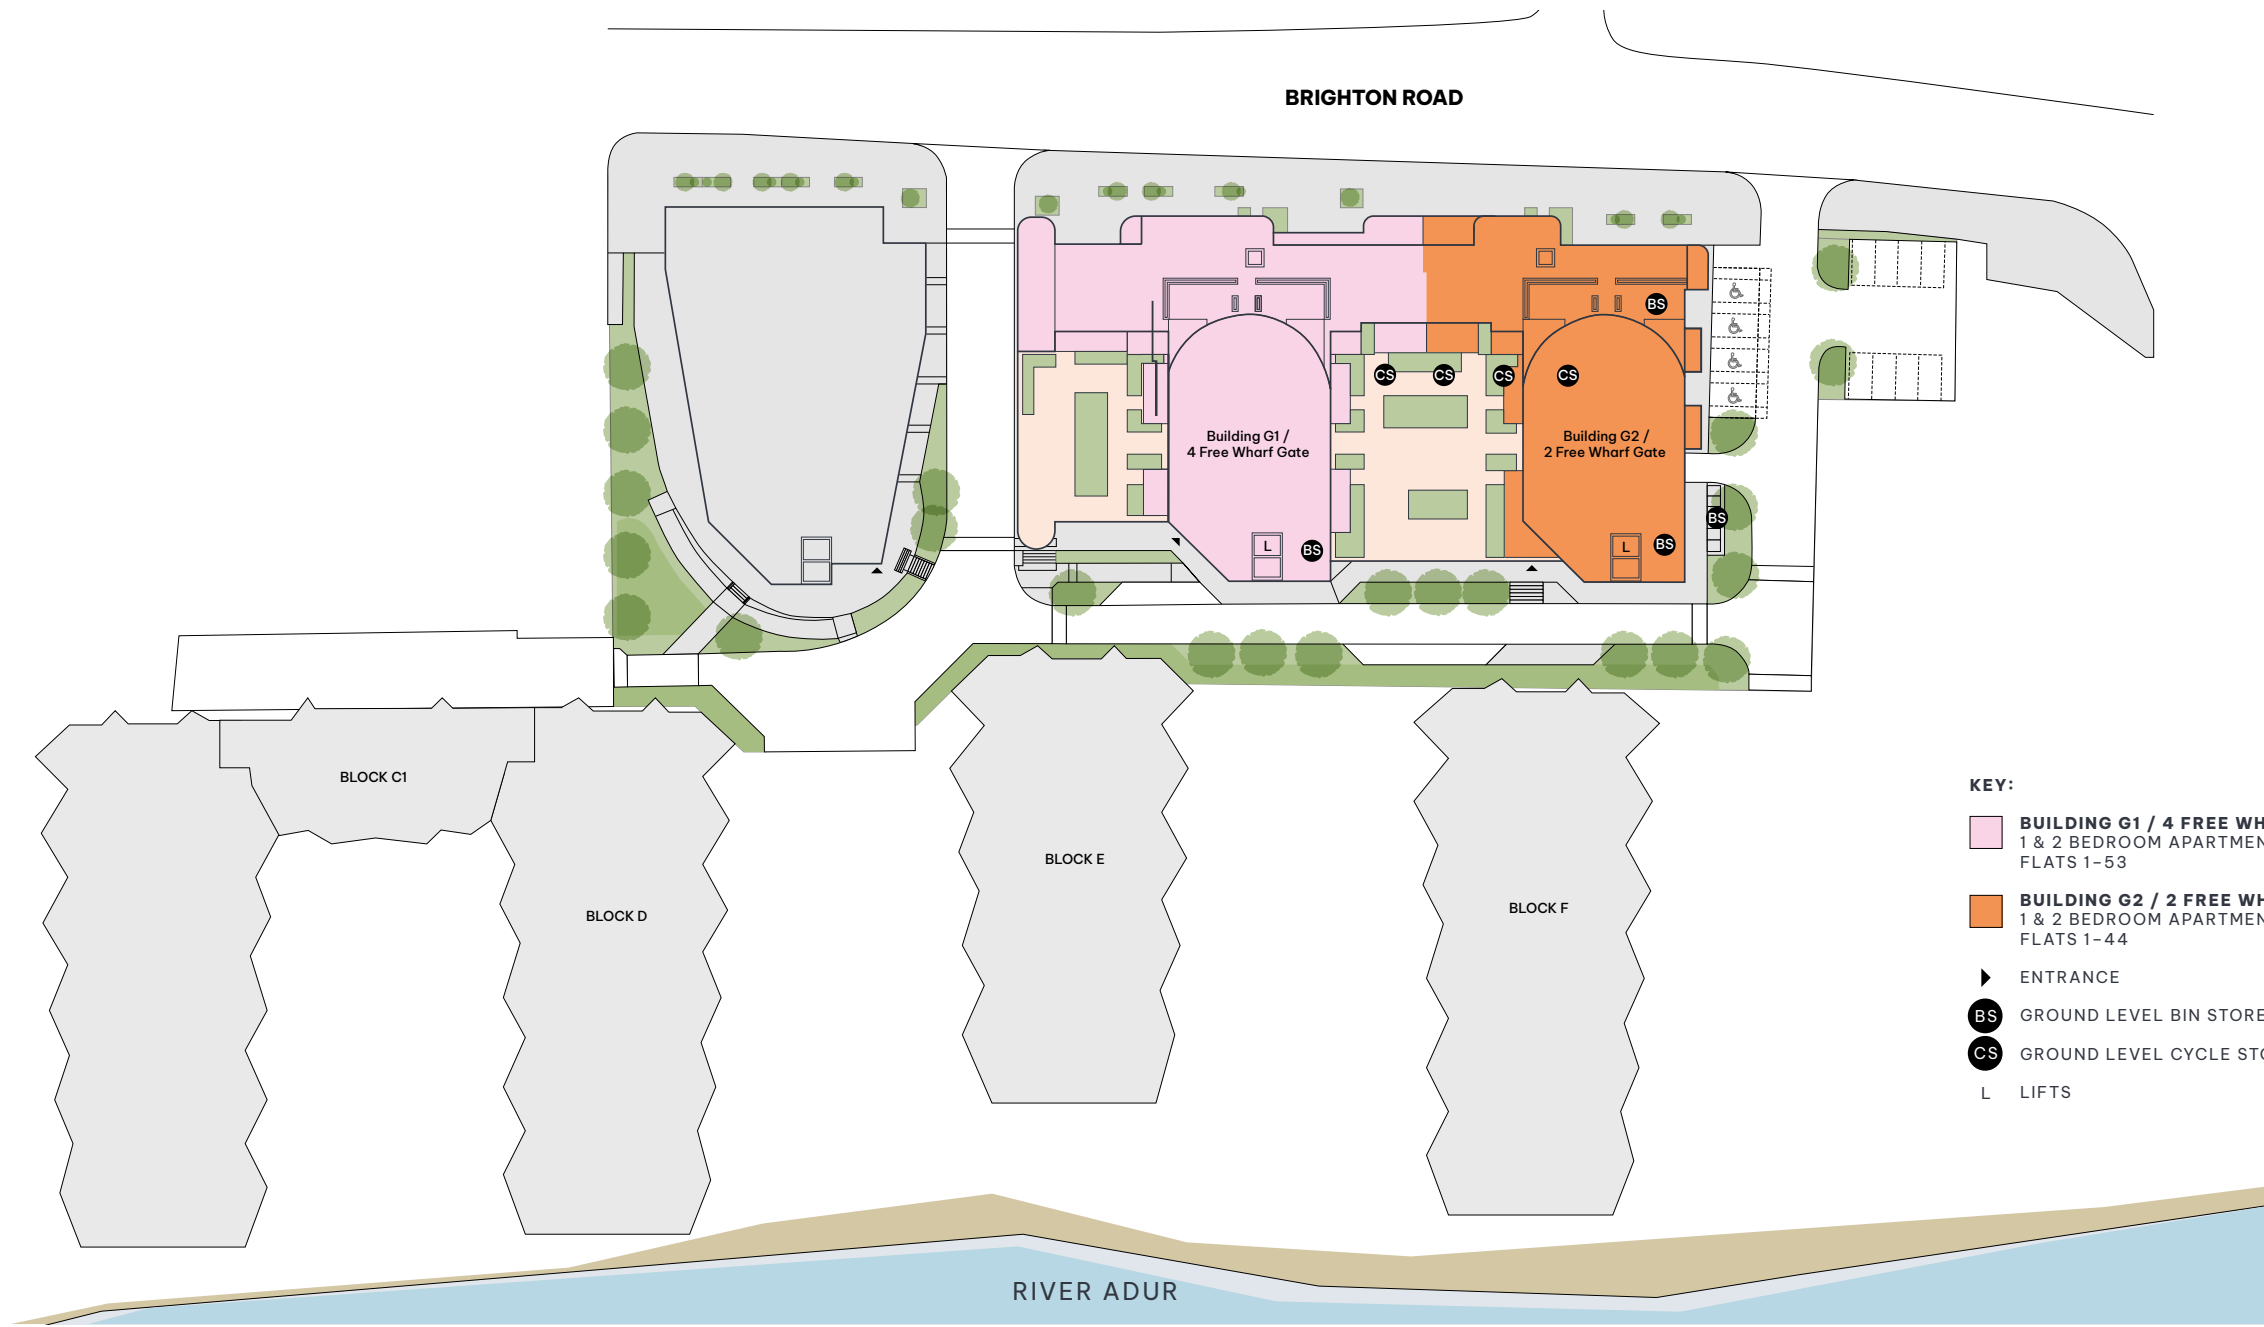 BRIGHTON ROAD
BS
CS
CS
CS
CS
Building G1 /
4 Free Wharf Gate
Building G2 /
2 Free Wharf Gate
BS
L
BS
L
BS
BLOCK C1
BLOCK E
BLOCK F
BLOCK D
KEY:
BUILDING G1 / 4 FREE WH
1 & 2 BEDROOM APARTMEN
FLATS 1–53
BUILDING G2 / 2 FREE WH
1 & 2 BEDROOM APARTMEN
FLATS 1–44
ENTRANCE
BS GROUND LEVEL BIN STORE
CS GROUND LEVEL CYCLE STO
L LIFTS
RIVER ADUR